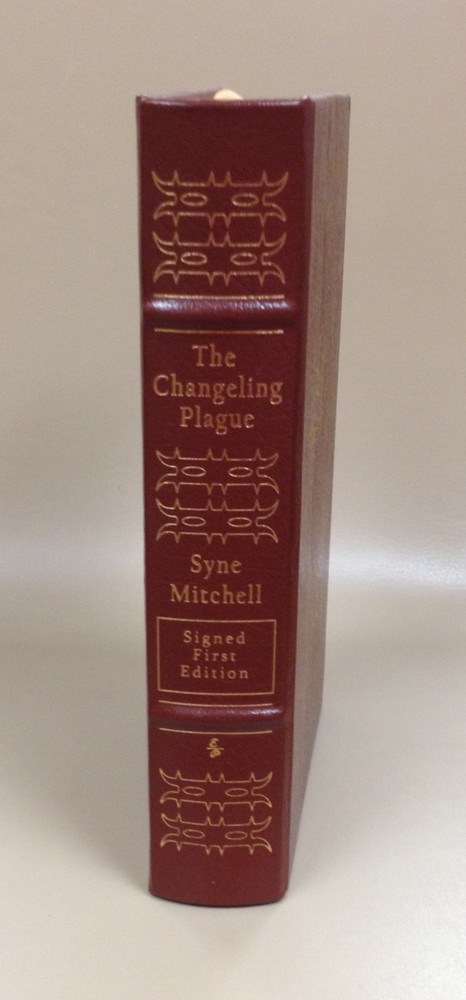 The
Changeling
Plague
Syne
Mitchell
Signed
First
Edition